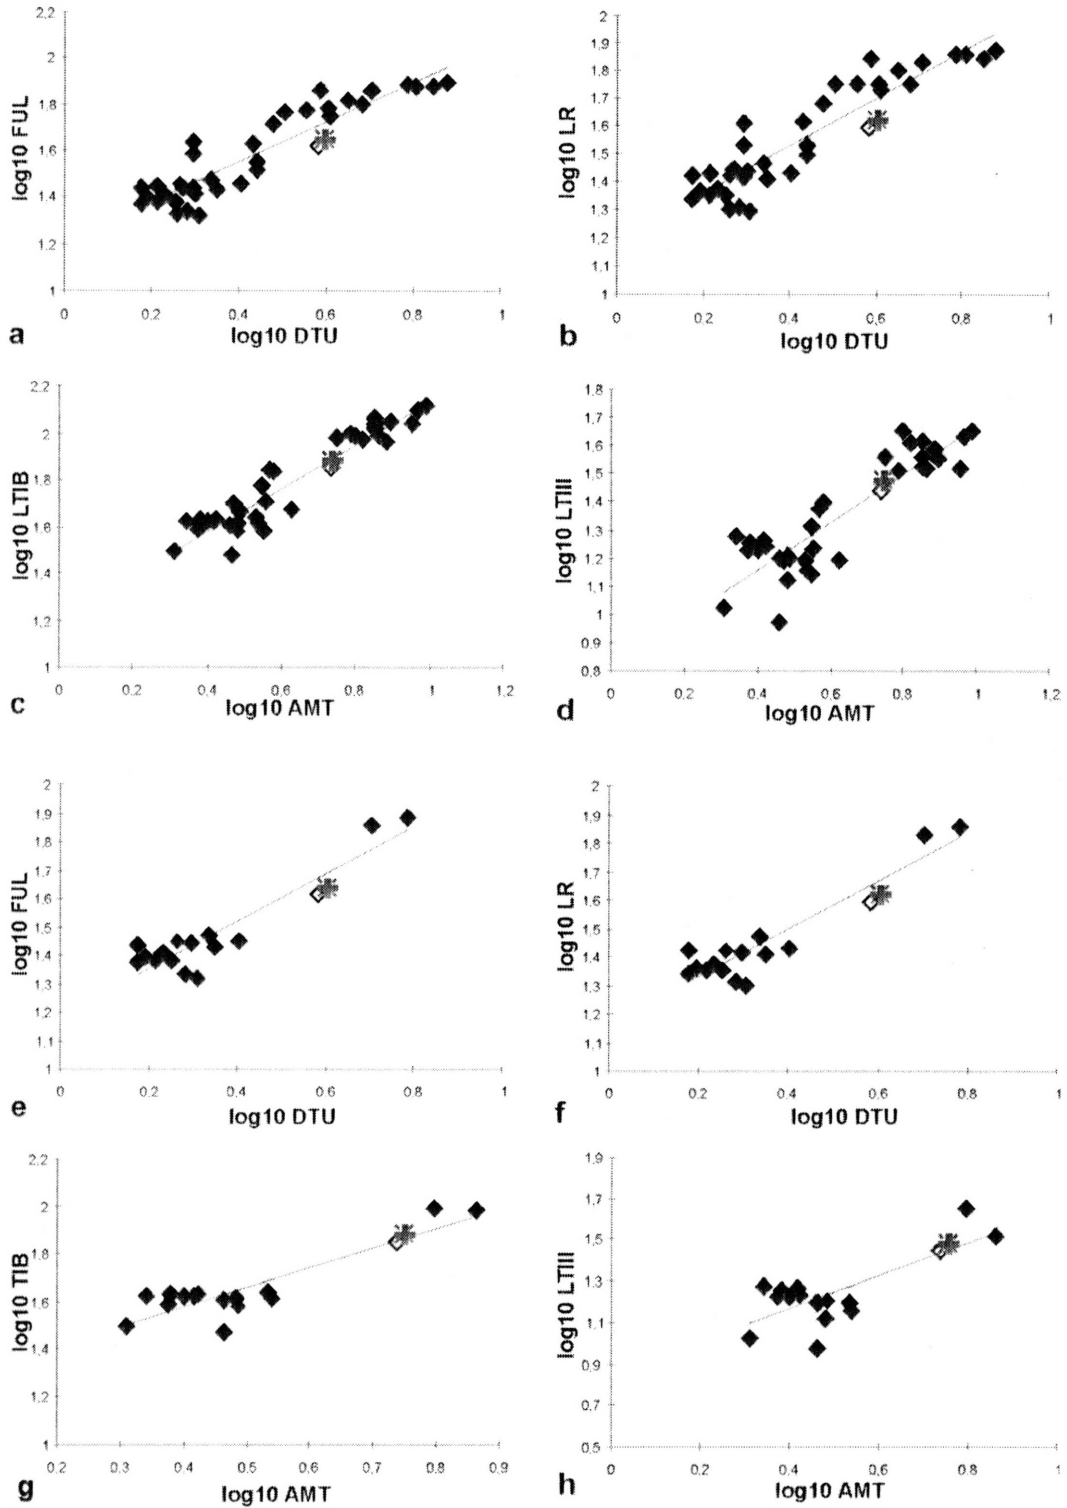 2,2
2
1,8
1,6
1,4
1,2
1
log10 FUL
0 0,2 0,4 0,6 0,8 1
log10 DTU
a
2
1,9
1,8
1,7
1,6
1,5
1,4
1,3
1,2
1,1
1
log10 LR
0 0,2 0,4 0,6 0,8 1
log10 DTU
b
2,2
2
1,8
1,6
1,4
1,2
1
log10 LTIB
0 0,2 0,4 0,6 0,8 1 1,2
log10 AMT
c
1,8
1,7
1,6
1,5
1,4
1,3
1,2
1,1
1
0,9
0,8
log10 LTIII
0 0,2 0,4 0,6 0,8 1 1,2
log10 AMT
d
2
1,9
1,8
1,7
1,6
1,5
1,4
1,3
1,2
1,1
1
log10 FUL
0 0,2 0,4 0,6 0,8 1
log10 DTU
e
2
1,9
1,8
1,7
1,6
1,5
1,4
1,3
1,2
1,1
1
log10 LR
0 0,2 0,4 0,6 0,8 1
log10 DTU
f
2,2
2
1,8
1,6
1,4
1,2
1
log10 TIB
0,2 0,3 0,4 0,5 0,6 0,7 0,8 0,9
log10 AMT
g
1,9
1,7
1,5
1,3
1,1
0,9
0,7
0,5
log10 LTIII
0 0,2 0,4 0,6 0,8 1
log10 AMT
h